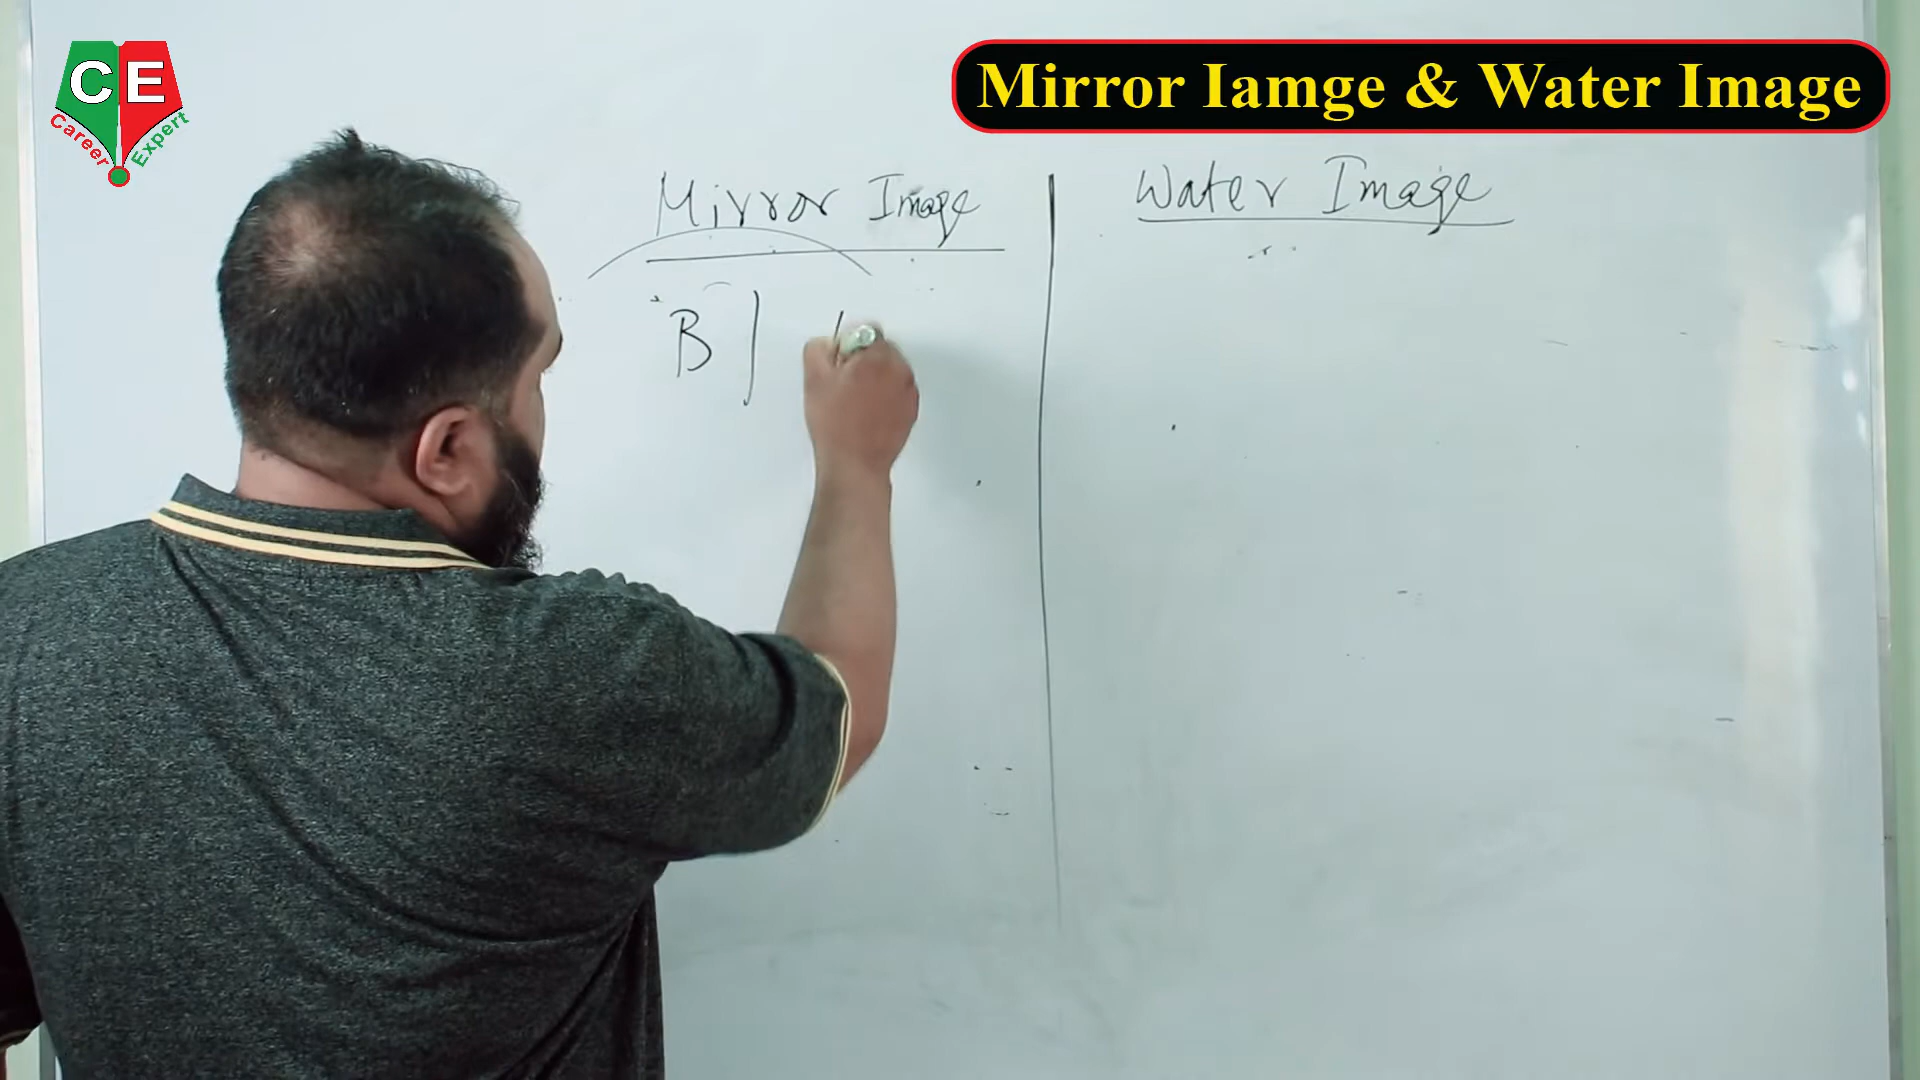 CE
Career Expert
Mirror Iamge & Water Image
Mirror Image
Water Image
B